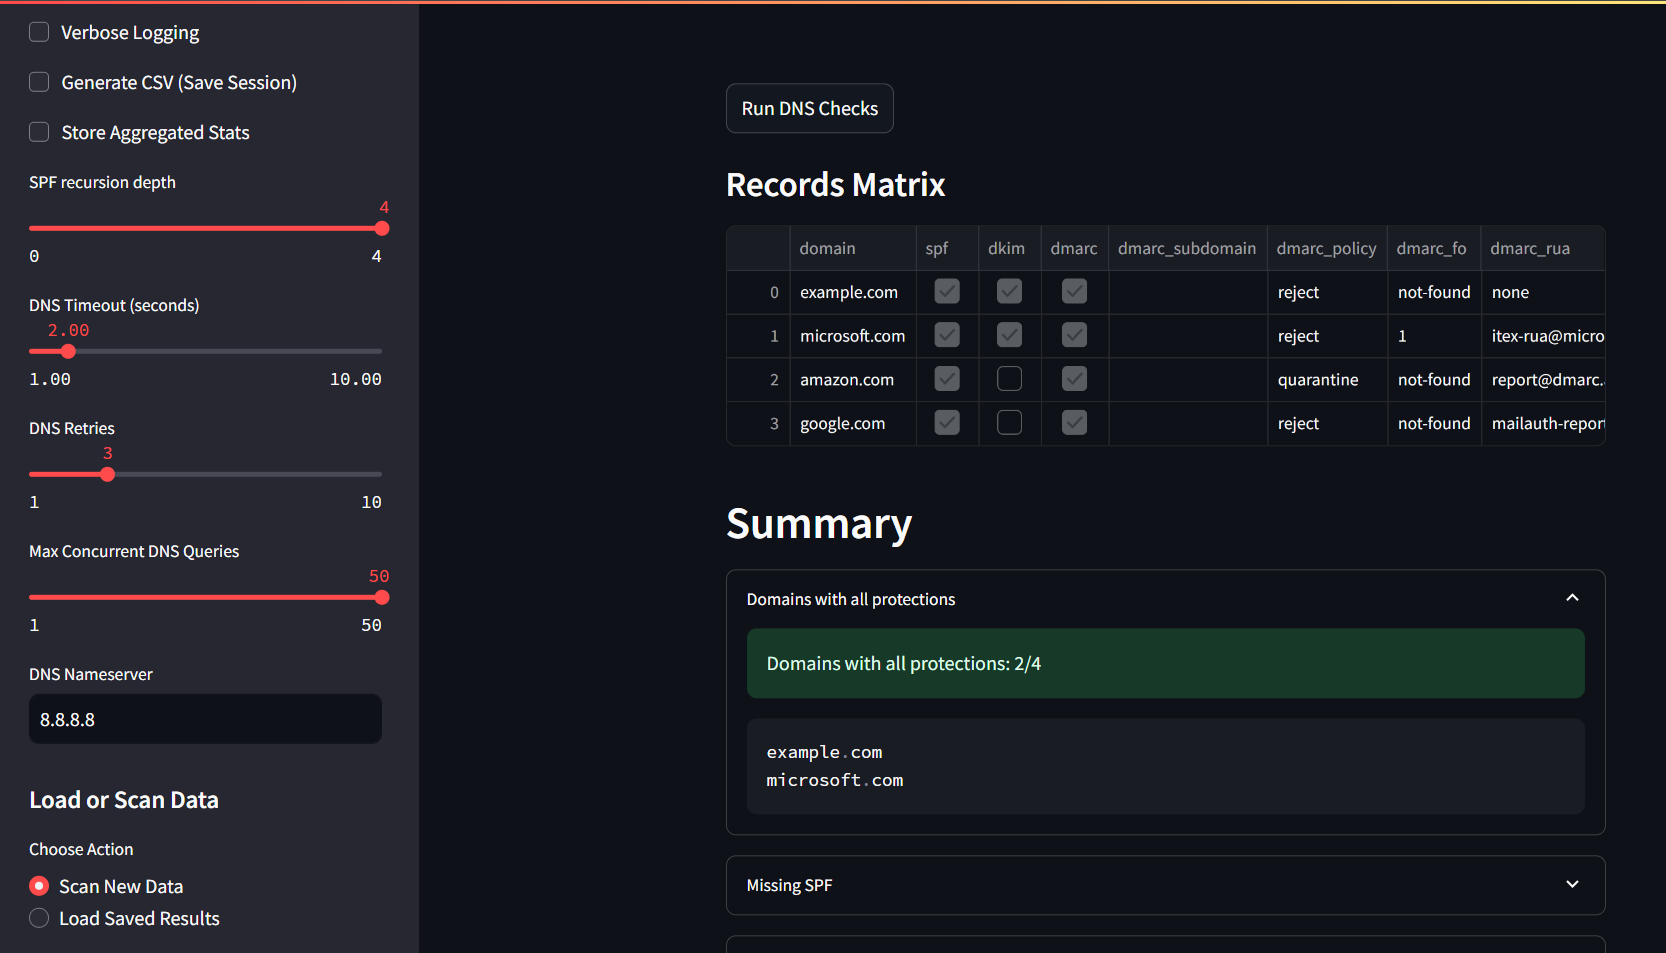 Verbose Logging
Generate CSV (Save Session)
Store Aggregated Stats
SPF recursion depth
4
0 4
DNS Timeout (seconds)
2.00
1.00 10.00
DNS Retries
3
1 10
Max Concurrent DNS Queries
50
1 50
DNS Nameserver
8.8.8.8
Load or Scan Data
Choose Action
Scan New Data
Load Saved Results
Run DNS Checks
Records Matrix
domain spf dkim dmarc dmarc_subdomain dmarc_policy dmarc_fo dmarc_rua
0 example.com reject not-found none
1 microsoft.com reject 1 itex-rua@micro
2 amazon.com quarantine not-found report@dmarc.
3 google.com reject not-found mailauth-repor
Summary
Domains with all protections
Domains with all protections: 2/4
example.com
microsoft.com
Missing SPF